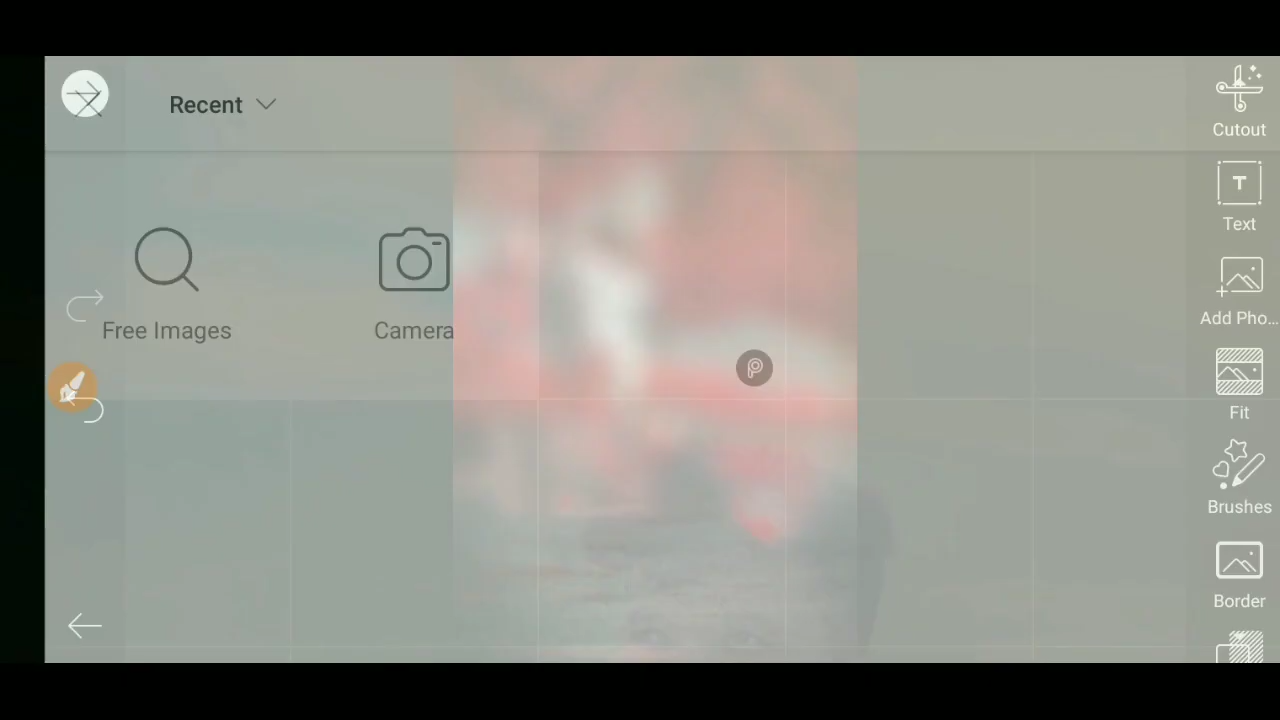 Recent
Cutout
Text
Free Images
Camera
Add Pho...
Fit
Brushes
Border